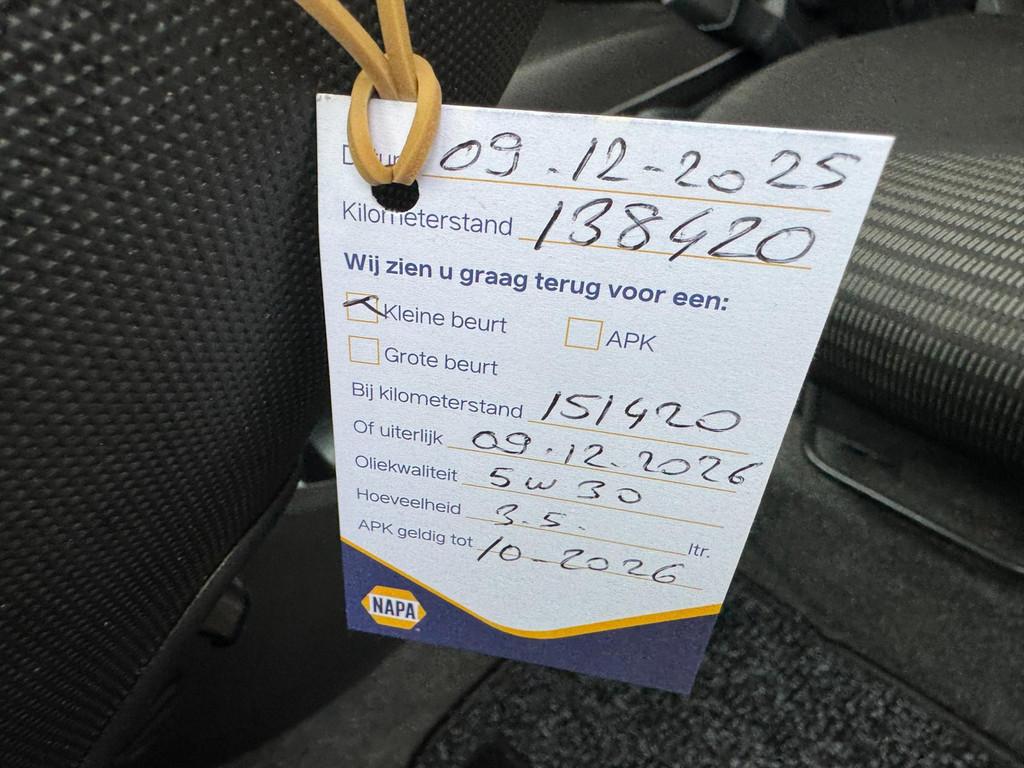 Datum 09.12-2025
Kilometerstand 138420
Wij zien u graag terug voor een:
Kleine beurt APK
Grote beurt
Bij kilometerstand 151420
Of uiterlijk 09.12.2026
Oliekwaliteit 5w30
Hoeveelheid 3.5. ltr.
APK geldig tot 10-2026
NAPA